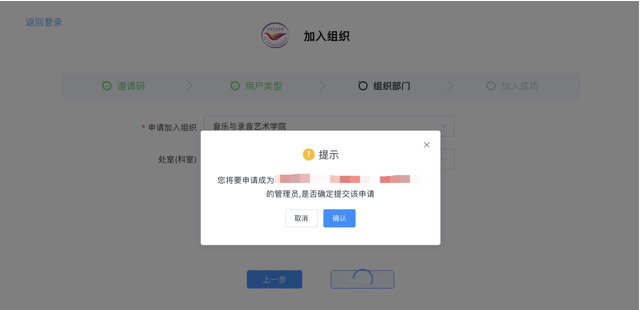 返回登录
加入组织
邀请码
用户类型
组织部门
加入成功
* 申请加入组织
音乐与录音艺术学院
处室(科室)
提示
您将要申请成为
的管理员,是否确定提交该申请
取消
确认
上一步